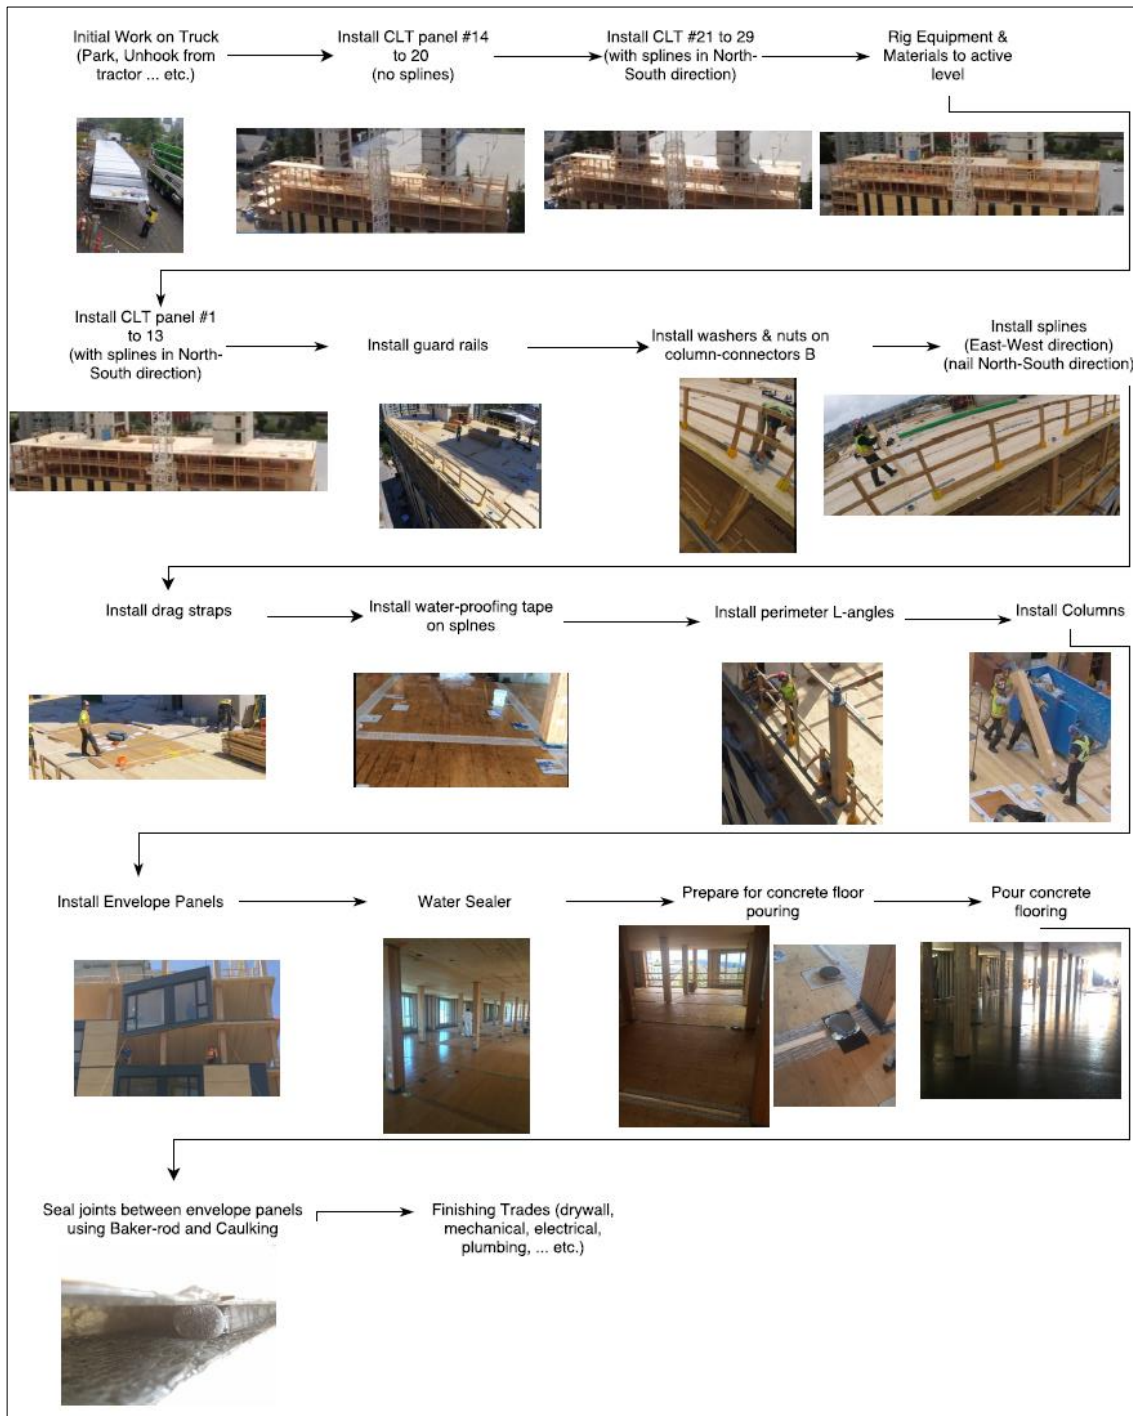 Initial Work on Truck
(Park, Unhook from
tractor ... etc.)
Install CLT panel #14
to 20
(no splines)
Install CLT #21 to 29
(with splines in North-
South direction)
Rig Equipment &
Materials to active
level
Install CLT panel #1
to 13
(with splines in North-
South direction)
Install guard rails
Install washers & nuts on
column-connectors B
Install splines
(East-West direction)
(nail North-South direction)
Install drag straps
Install water-proofing tape
on splnes
Install perimeter L-angles
Install Columns
Install Envelope Panels
Water Sealer
Prepare for concrete floor
pouring
Pour concrete
flooring
Seal joints between envelope panels
using Baker-rod and Caulking
Finishing Trades (drywall,
mechanical, electrical,
plumbing, ... etc.)